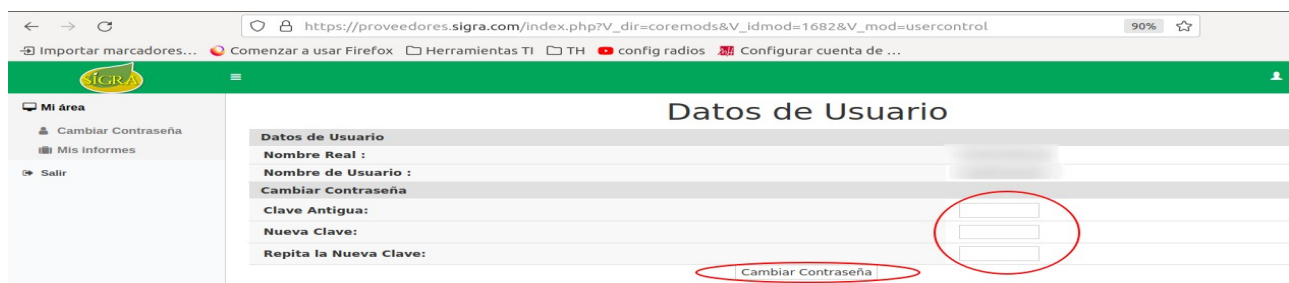 https://proveedores.sigra.com/index.php?V_dir=coremods&V_idmod=1682&V_mod=usercontrol 90%
Importar marcadores... Comenzar a usar Firefox Herramientas TI TH config radios Configurar cuenta de ...
SIGRA
Mi área
Cambiar Contraseña
Mis informes
Salir
Datos de Usuario
Datos de Usuario
Nombre Real :
Nombre de Usuario :
Cambiar Contraseña
Clave Antigua:
Nueva Clave:
Repita la Nueva Clave:
Cambiar Contraseña